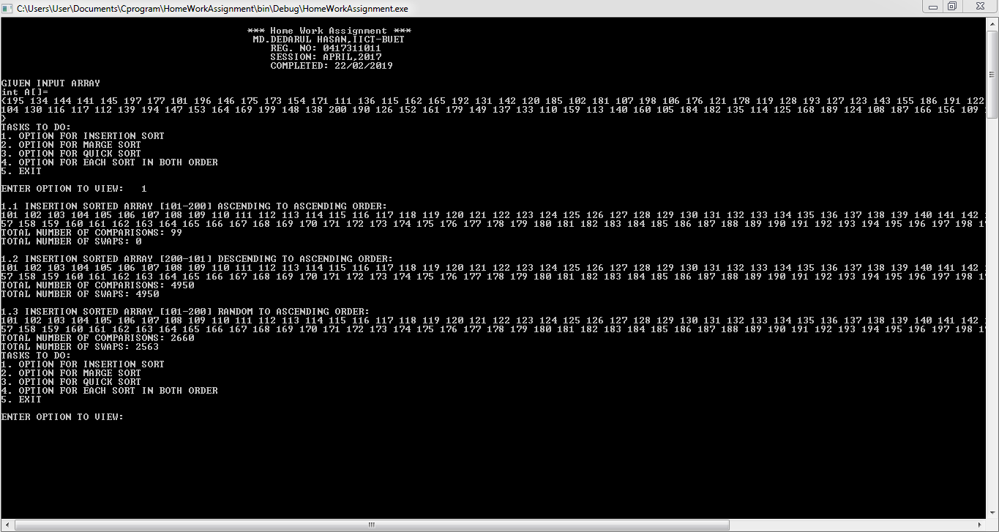 C:\Users\User\Documents\Cprogram\HomeWorkAssignment\bin\Debug\HomeWorkAssignment.exe
*** Home Work Assignment ***
MD.DEDARUL HASAN,IICT-BUET
REG. NO: 0417311011
SESSION: APRIL,2017
COMPLETED: 22/02/2019
GIVEN INPUT ARRAY
int A[]=
{195 134 144 141 145 197 177 101 196 146 175 173 154 171 111 136 115 162 165 192 131 142 120 185 102 181 107 198 106 176 121 178 119 128 193 127 123 143 155 186 191 122
104 130 116 117 112 139 194 147 153 164 169 199 148 138 200 190 126 152 161 179 149 137 133 110 159 113 140 160 105 184 182 135 114 125 168 189 124 108 187 166 156 109
}
TASKS TO DO:
1. OPTION FOR INSERTION SORT
2. OPTION FOR MARGE SORT
3. OPTION FOR QUICK SORT
4. OPTION FOR EACH SORT IN BOTH ORDER
5. EXIT
ENTER OPTION TO VIEW: 1
1.1 INSERTION SORTED ARRAY [101-200] ASCENDING TO ASCENDING ORDER:
101 102 103 104 105 106 107 108 109 110 111 112 113 114 115 116 117 118 119 120 121 122 123 124 125 126 127 128 129 130 131 132 133 134 135 136 137 138 139 140 141 142
57 158 159 160 161 162 163 164 165 166 167 168 169 170 171 172 173 174 175 176 177 178 179 180 181 182 183 184 185 186 187 188 189 190 191 192 193 194 195 196 197 198
TOTAL NUMBER OF COMPARISONS: 99
TOTAL NUMBER OF SWAPS: 0
1.2 INSERTION SORTED ARRAY [200-101] DESCENDING TO ASCENDING ORDER:
101 102 103 104 105 106 107 108 109 110 111 112 113 114 115 116 117 118 119 120 121 122 123 124 125 126 127 128 129 130 131 132 133 134 135 136 137 138 139 140 141 142
57 158 159 160 161 162 163 164 165 166 167 168 169 170 171 172 173 174 175 176 177 178 179 180 181 182 183 184 185 186 187 188 189 190 191 192 193 194 195 196 197 198
TOTAL NUMBER OF COMPARISONS: 4950
TOTAL NUMBER OF SWAPS: 4950
1.3 INSERTION SORTED ARRAY [101-200] RANDOM TO ASCENDING ORDER:
101 102 103 104 105 106 107 108 109 110 111 112 113 114 115 116 117 118 119 120 121 122 123 124 125 126 127 128 129 130 131 132 133 134 135 136 137 138 139 140 141 142
57 158 159 160 161 162 163 164 165 166 167 168 169 170 171 172 173 174 175 176 177 178 179 180 181 182 183 184 185 186 187 188 189 190 191 192 193 194 195 196 197 198
TOTAL NUMBER OF COMPARISONS: 2660
TOTAL NUMBER OF SWAPS: 2563
TASKS TO DO:
1. OPTION FOR INSERTION SORT
2. OPTION FOR MARGE SORT
3. OPTION FOR QUICK SORT
4. OPTION FOR EACH SORT IN BOTH ORDER
5. EXIT
ENTER OPTION TO VIEW: